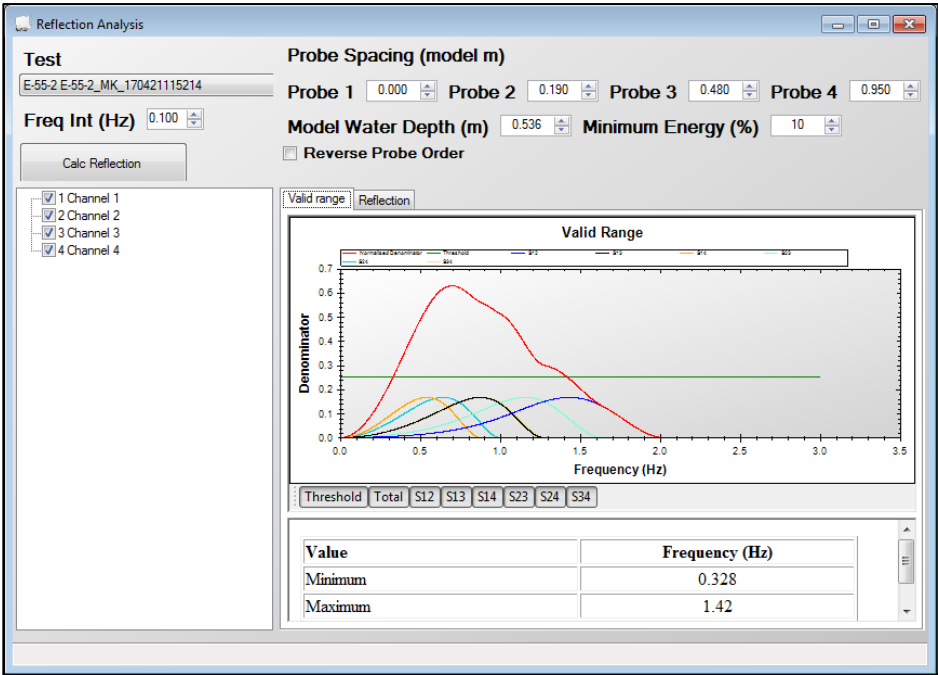 Reflection Analysis
Test
E-55-2 E-55-2_MK_170421115214
Freq Int (Hz) 0.100
Calc Reflection
Probe Spacing (model m)
Probe 1 0.000 Probe 2 0.190 Probe 3 0.480 Probe 4 0.950
Model Water Depth (m) 0.536 Minimum Energy (%) 10
Reverse Probe Order
1 Channel 1
2 Channel 2
3 Channel 3
4 Channel 4
Valid range Reflection
Valid Range
Normalised Denominator Threshold S12 S13 S14 S23
S24 S34
Denominator
0.7
0.6
0.5
0.4
0.3
0.2
0.1
0.0
0.0 0.5 1.0 1.5 2.0 2.5 3.0 3.5
Frequency (Hz)
Threshold Total S12 S13 S14 S23 S24 S34
Value Frequency (Hz)
Minimum 0.328
Maximum 1.42